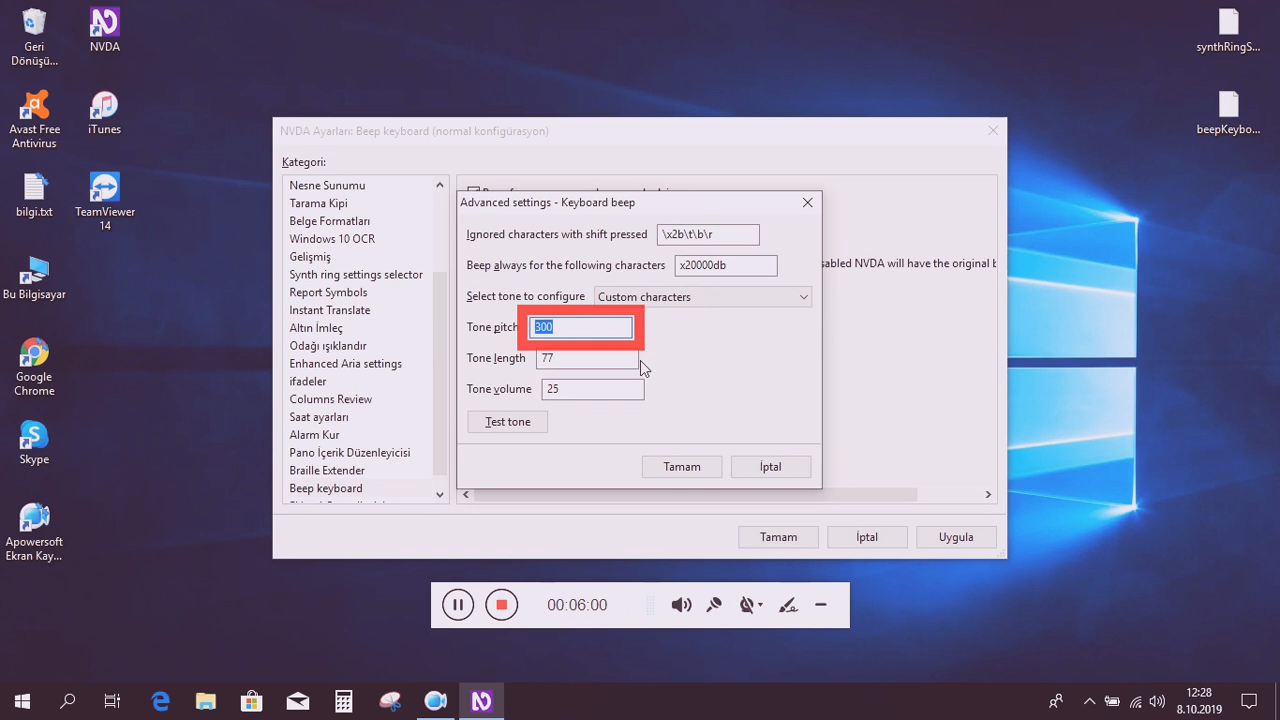 Geri
Dönüşü...
NVDA
synthRingS...
Avast Free
Antivirus
iTunes
beepKeybo...
bilgi.txt
TeamViewer
14
Bu Bilgisayar
Google
Chrome
Skype
Apowersoft
Ekran Kay...
NVDA Ayarları: Beep keyboard (normal konfigürasyon)
Kategori:
Nesne Sunumu
Tarama Kipi
Belge Formatları
Windows 10 OCR
Gelişmiş
Synth ring settings selector
Report Symbols
Instant Translate
Altın İmleç
Odağı ışıklandır
Enhanced Aria settings
ifadeler
Columns Review
Saat ayarları
Alarm Kur
Pano İçerik Düzenleyicisi
Braille Extender
Beep keyboard
Advanced settings - Keyboard beep
Ignored characters with shift pressed
\x2b\t\b\r
Beep always for the following characters
x20000db
sabled NVDA will have the original b
Select tone to configure
Custom characters
Tone pitch
300
Tone length
77
Tone volume
25
Test tone
Tamam
İptal
Tamam
İptal
Uygula
00:06:00
12:28
8.10.2019